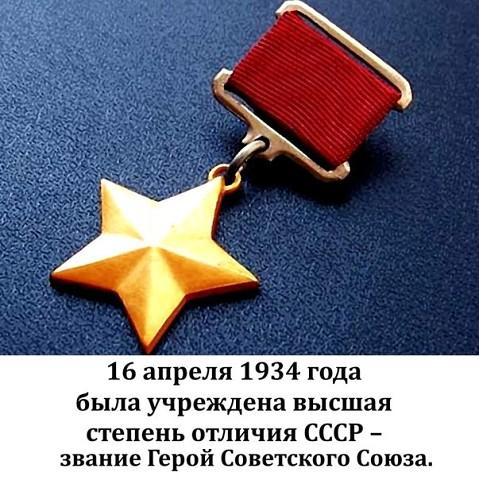 16 апреля 1934 года
была учреждена высшая
степень отличия СССР –
звание Герой Советского Союза.